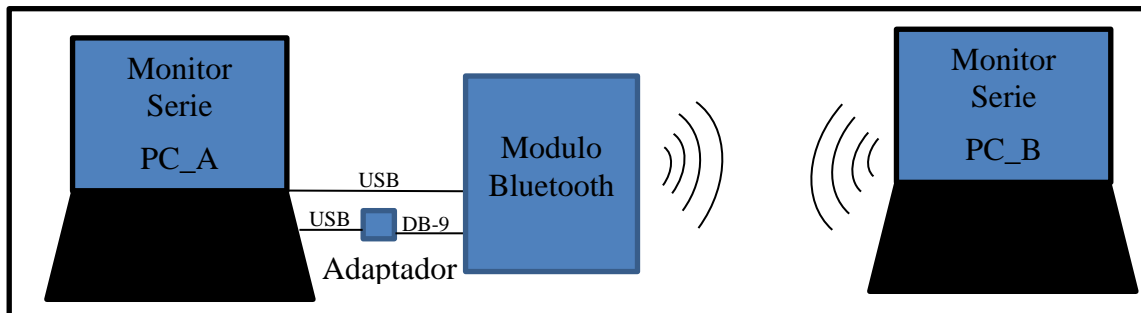 Monitor
Serie
PC_A
USB
USB
DB-9
Adaptador
Modulo
Bluetooth
Monitor
Serie
PC_B